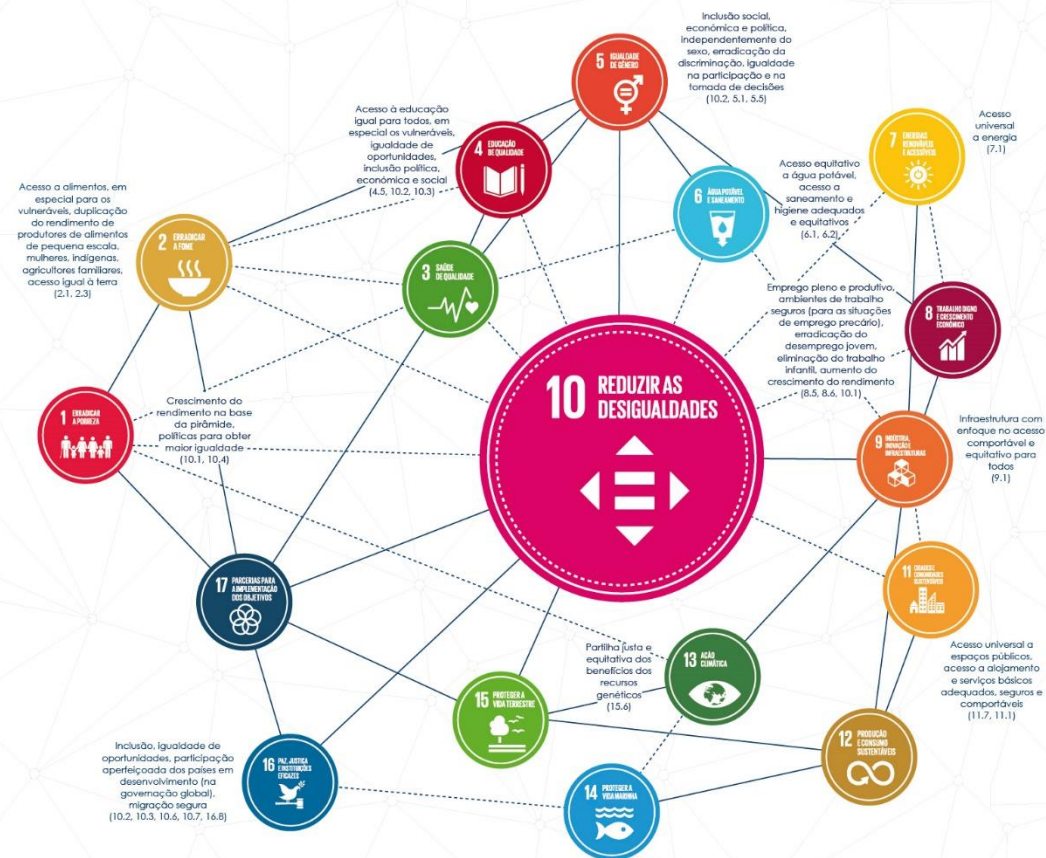 Inclusão social,
económica e política,
independentemente do
sexo, erradicação da
discriminação, igualdade
na participação e na
tomada de decisões
(10.2, 5.1, 5.5)
5 IGUALDADE
DE GÉNERO
Acesso à educação
igual para todos, em
especial os vulneráveis,
igualdade de
oportunidades,
inclusão política,
económica e social
(4.5, 10.2, 10.3)
4 EDUCAÇÃO
DE QUALIDADE
7 ENERGIAS
RENOVÁVEIS
E ACESSÍVEIS
Acesso
universal
a energia
(7.1)
Acesso a alimentos, em
especial para os
vulneráveis, duplicação
do rendimento de
produtores de alimentos
de pequena escala,
mulheres, indígenas,
agricultores familiares,
acesso igual à terra
(2.1, 2.3)
2 ERRADICAR
A FOME
3 SAÚDE
DE QUALIDADE
6 ÁGUA POTÁVEL
E SANEAMENTO
Acesso equitativo
a água potável,
acesso a
saneamento e
higiene adequados
e equitativos
(6.1, 6.2)
Emprego pleno e produtivo,
ambientes de trabalho
seguros (para as situações
de emprego precário),
erradicação do
desemprego jovem,
eliminação do trabalho
infantil, aumento do
crescimento do rendimento
(8.5, 8.6, 10.1)
8 TRABALHO DIGNO
E CRESCIMENTO
ECONÓMICO
1 ERRADICAR
A POBREZA
Crescimento do
rendimento na base
da pirâmide,
políticas para obter
maior igualdade
(10.1, 10.4)
10 REDUZIR AS
DESIGUALDADES
9 INDÚSTRIA,
INOVAÇÃO E
INFRAESTRUTURAS
Infraestrutura com
enfoque no acesso
comportável e
equitativo para
todos
(9.1)
17 PARCERIAS PARA
A IMPLEMENTAÇÃO
DOS OBJETIVOS
11 CIDADES E
COMUNIDADES
SUSTENTÁVEIS
Acesso universal a
espaços públicos,
acesso a alojamento
e serviços básicos
adequados, seguros e
comportáveis
(11.7, 11.1)
Partilha justa e
equitativa dos
benefícios dos
recursos
genéticos
(15.6)
13 AÇÃO
CLIMÁTICA
15 PROTEGER A
VIDA TERRESTRE
12 PRODUÇÃO
E CONSUMO
SUSTENTÁVEIS
Inclusão, igualdade de
oportunidades, participação
aperfeiçoada dos países em
desenvolvimento (na
governação global),
migração segura
(10.2, 10.3, 10.6, 10.7, 16.8)
16 PAZ, JUSTIÇA
E INSTITUIÇÕES
EFICAZES
14 PROTEGER A
VIDA MARINHA